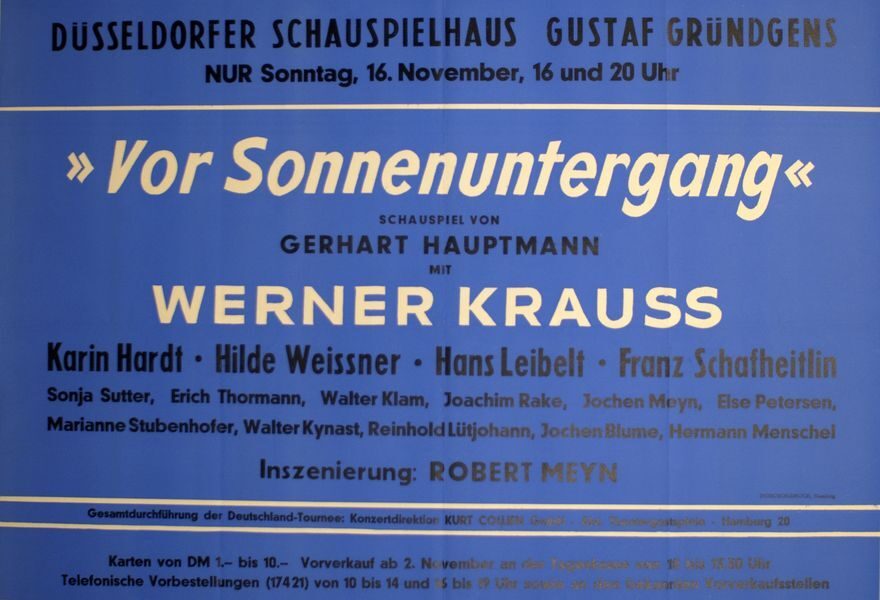 DÜSSELDORFER SCHAUSPIELHAUS GUSTAF GRÜNDGENS
NUR Sonntag, 16. November, 16 und 20 Uhr
»Vor Sonnenuntergang«
SCHAUSPIEL VON
GERHART HAUPTMANN
MIT
WERNER KRAUSS
Karin Hardt • Hilde Weissner • Hans Leibelt • Franz Schafheitlin
Sonja Sutter, Erich Thormann, Walter Klam, Joachim Rake, Jochen Meyn, Else Petersen,
Marianne Stubenhofer, Walter Kynast, Reinhold Lütjohann, Jochen Blume, Hermann Menschel
Inszenierung: ROBERT MEYN
Gesamtdurchführung der Deutschland-Tournee: Konzertdirektion KURT COLLIEN GmbH - Hamburg 20
Karten von DM 1.– bis 10.– Vorverkauf ab 2. November an der Tageskasse von bis 13.30 Uhr
Telefonische Vorbestellungen (17421) von 10 bis 14 und 16 bis 19 Uhr sowie an den bekannten Vorverkaufsstellen